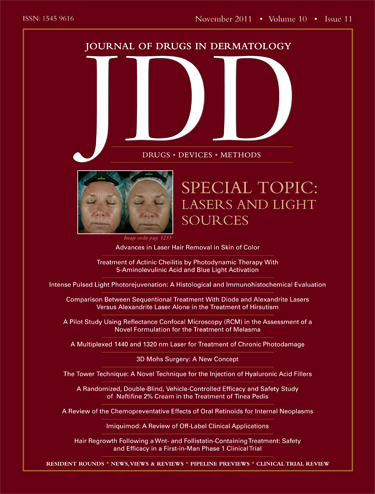 ISSN: 1545 9616
November 2011 • Volume 10 • Issue 11
JOURNAL OF DRUGS IN DERMATOLOGY
JDD
DRUGS • DEVICES • METHODS
SPECIAL TOPIC:
LASERS AND LIGHT
SOURCES
Image on/in page 1233
Advances in Laser Hair Removal in Skin of Color
Treatment of Actinic Cheilitis by Photodynamic Therapy With
5-Aminolevulinic Acid and Blue Light Activation
Intense Pulsed Light Photorejuvenation: A Histological and Immunohistochemical Evaluation
Comparison Between Sequentional Treatment With Diode and Alexandrite Lasers
Versus Alexandrite Laser Alone in the Treatment of Hirsutism
A Pilot Study Using Reflectance Confocal Microscopy (RCM) in the Assessment of a
Novel Formulation for the Treatment of Melasma
A Multiplexed 1440 and 1320 nm Laser for Treatment of Chronic Photodamage
3D Mohs Surgery: A New Concept
The Tower Technique: A Novel Technique for the Injection of Hyaluronic Acid Fillers
A Randomized, Double-Blind, Vehicle-Controlled Efficacy and Safety Study
of Naftifine 2% Cream in the Treatment of Tinea Pedis
A Review of the Chemopreventative Effects of Oral Retinoids for Internal Neoplasms
Imiquimod: A Review of Off-Label Clinical Applications
Hair Regrowth Following a Wnt- and Follistatin-Containing Treatment: Safety
and Efficacy in a First-in-Man Phase 1 Clinical Trial
RESIDENT ROUNDS * NEWS, VIEWS & REVIEWS * PIPELINE PREVIEWS * CLINICAL TRIAL REVIEW